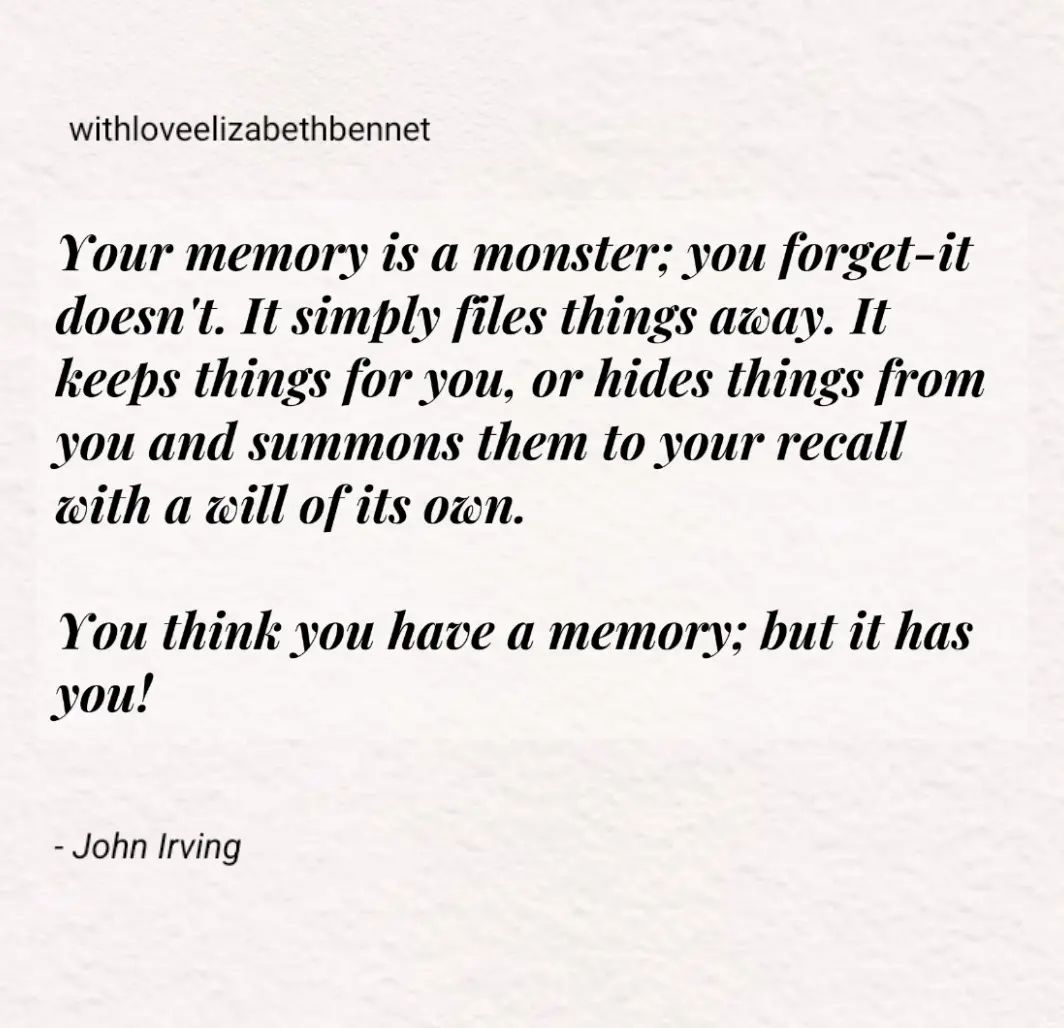 withloveelizabethbennet
Your memory is a monster; you forget-it
doesn't. It simply files things away. It
keeps things for you, or hides things from
you and summons them to your recall
with a will of its own.
You think you have a memory; but it has
you!
- John Irving